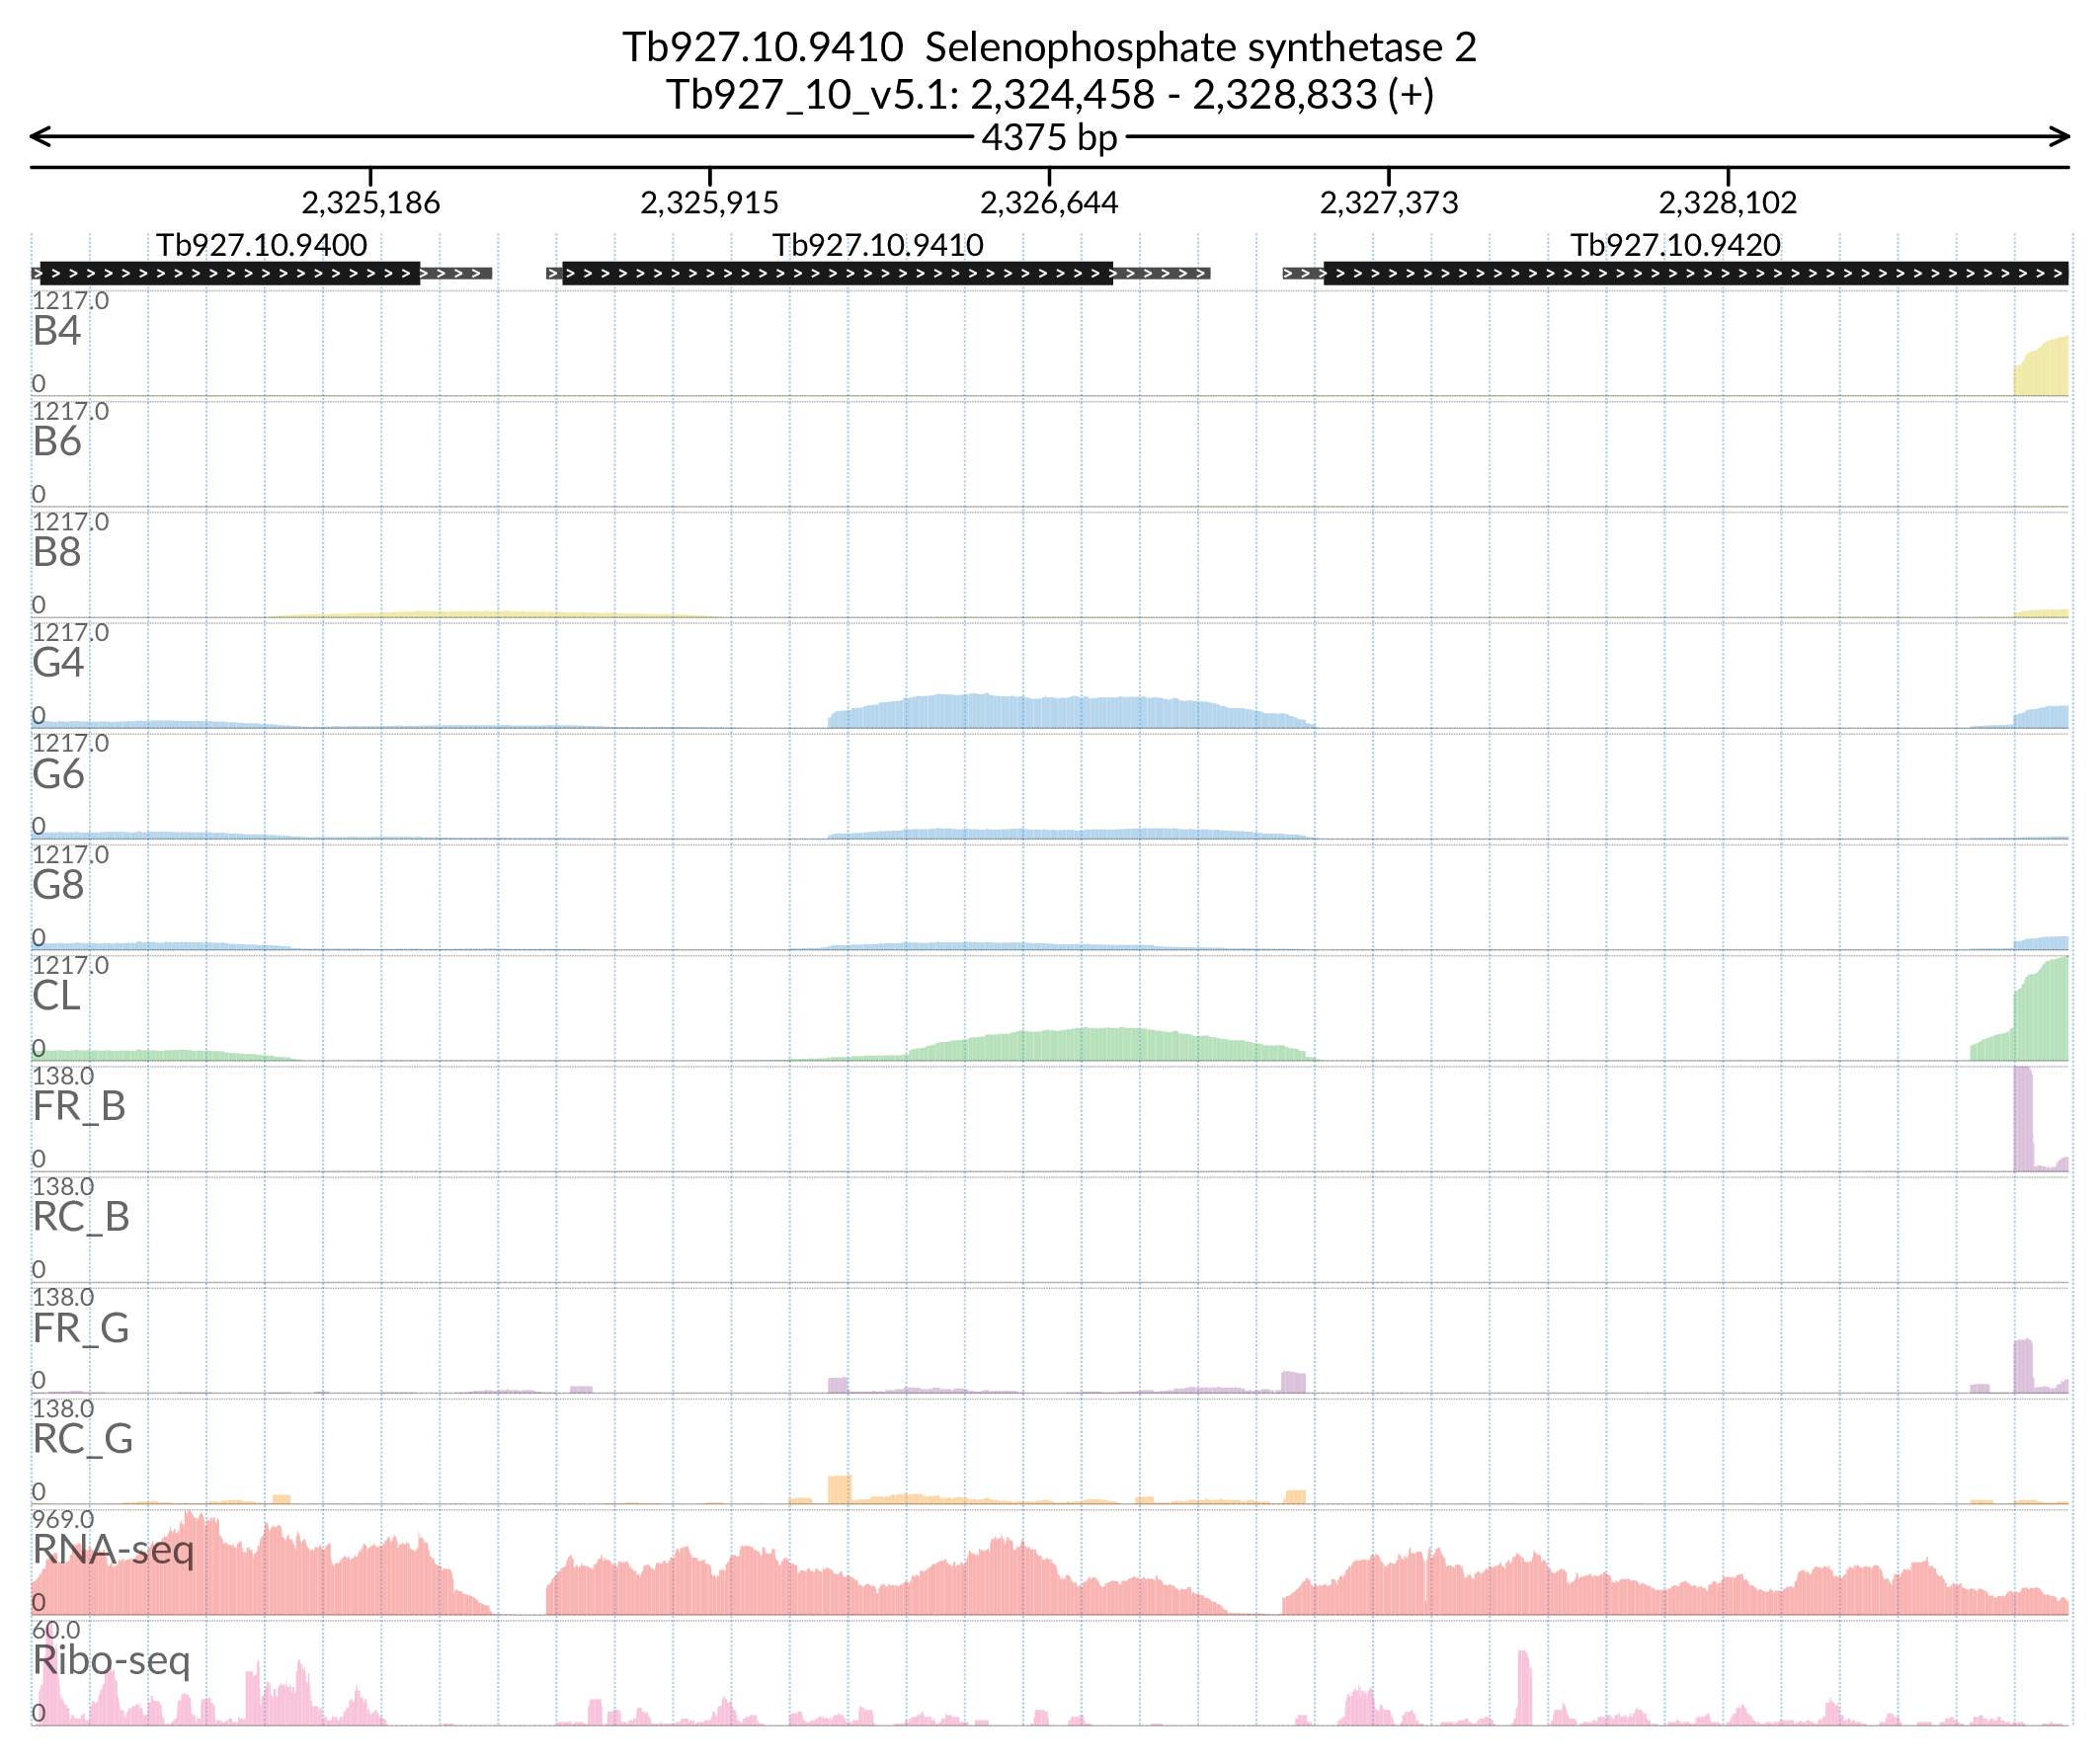 Tb927.10.9410  Selenophosphate synthetase 2
Tb927_10_v5.1: 2,324,458 - 2,328,833 (+)
4375 bp
2,325,186 2,325,915 2,326,644 2,327,373 2,328,102
Tb927.10.9400 Tb927.10.9410 Tb927.10.9420
1217.0
B4
0
1217.0
B6
0
1217.0
B8
0
1217.0
G4
0
1217.0
G6
0
1217.0
G8
0
1217.0
CL
0
138.0
FR_B
0
138.0
RC_B
0
138.0
FR_G
0
138.0
RC_G
0
969.0
RNA-seq
0
60.0
Ribo-seq
0